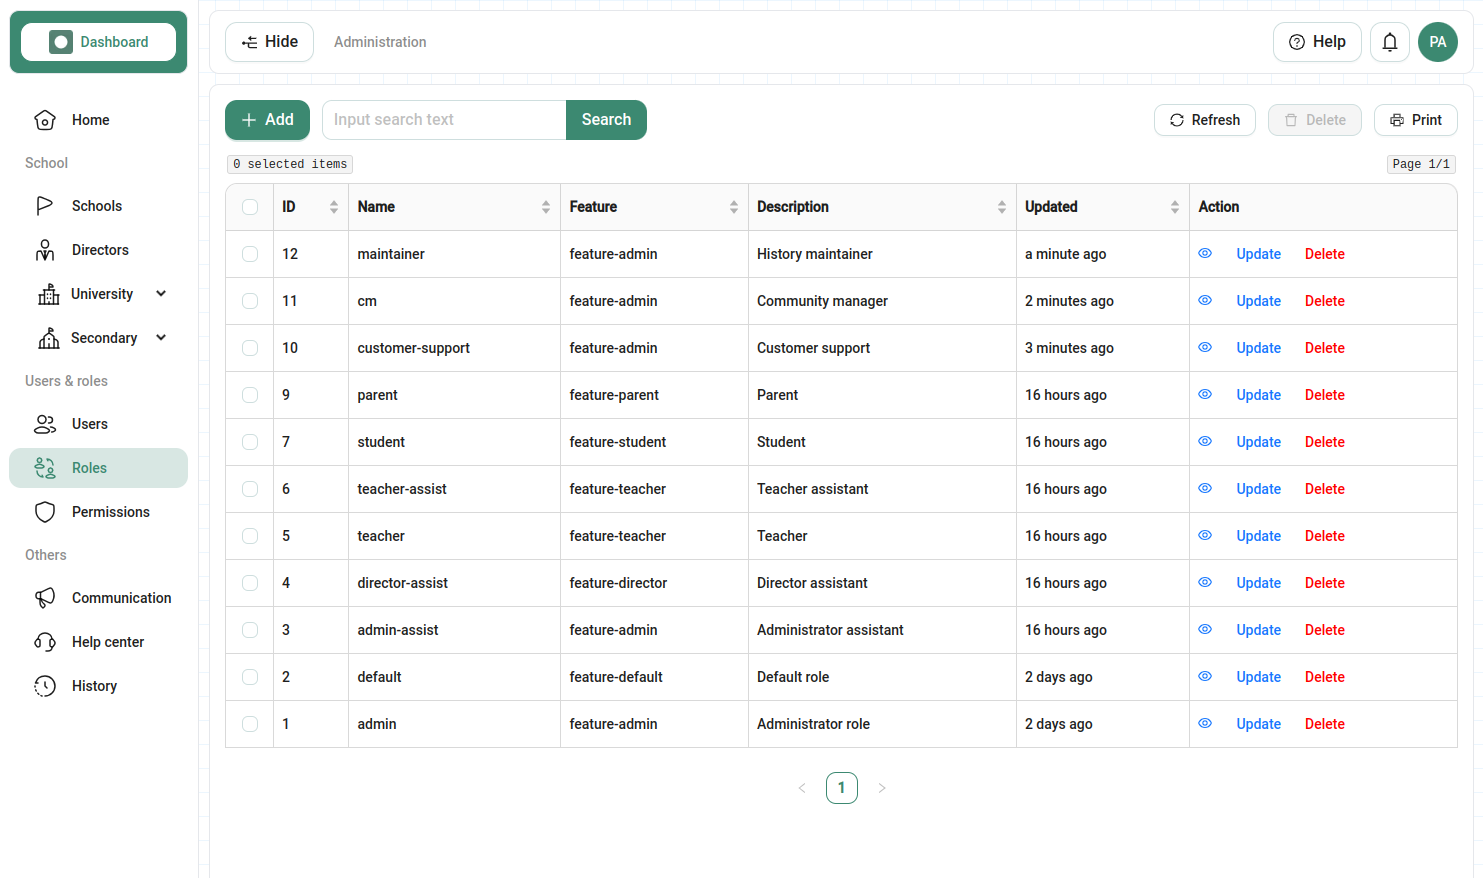 Dashboard
Hide
Administration
Help
PA
Home
School
Schools
Directors
University
Secondary
Users & roles
Users
Roles
Permissions
Others
Communication
Help center
History
Add
Input search text
Search
Refresh
Delete
Print
0 selected items
Page 1/1
ID Name Feature Description Updated Action
12 maintainer feature-admin History maintainer a minute ago Update Delete
11 cm feature-admin Community manager 2 minutes ago Update Delete
10 customer-support feature-admin Customer support 3 minutes ago Update Delete
9 parent feature-parent Parent 16 hours ago Update Delete
7 student feature-student Student 16 hours ago Update Delete
6 teacher-assist feature-teacher Teacher assistant 16 hours ago Update Delete
5 teacher feature-teacher Teacher 16 hours ago Update Delete
4 director-assist feature-director Director assistant 16 hours ago Update Delete
3 admin-assist feature-admin Administrator assistant 16 hours ago Update Delete
2 default feature-default Default role 2 days ago Update Delete
1 admin feature-admin Administrator role 2 days ago Update Delete
1